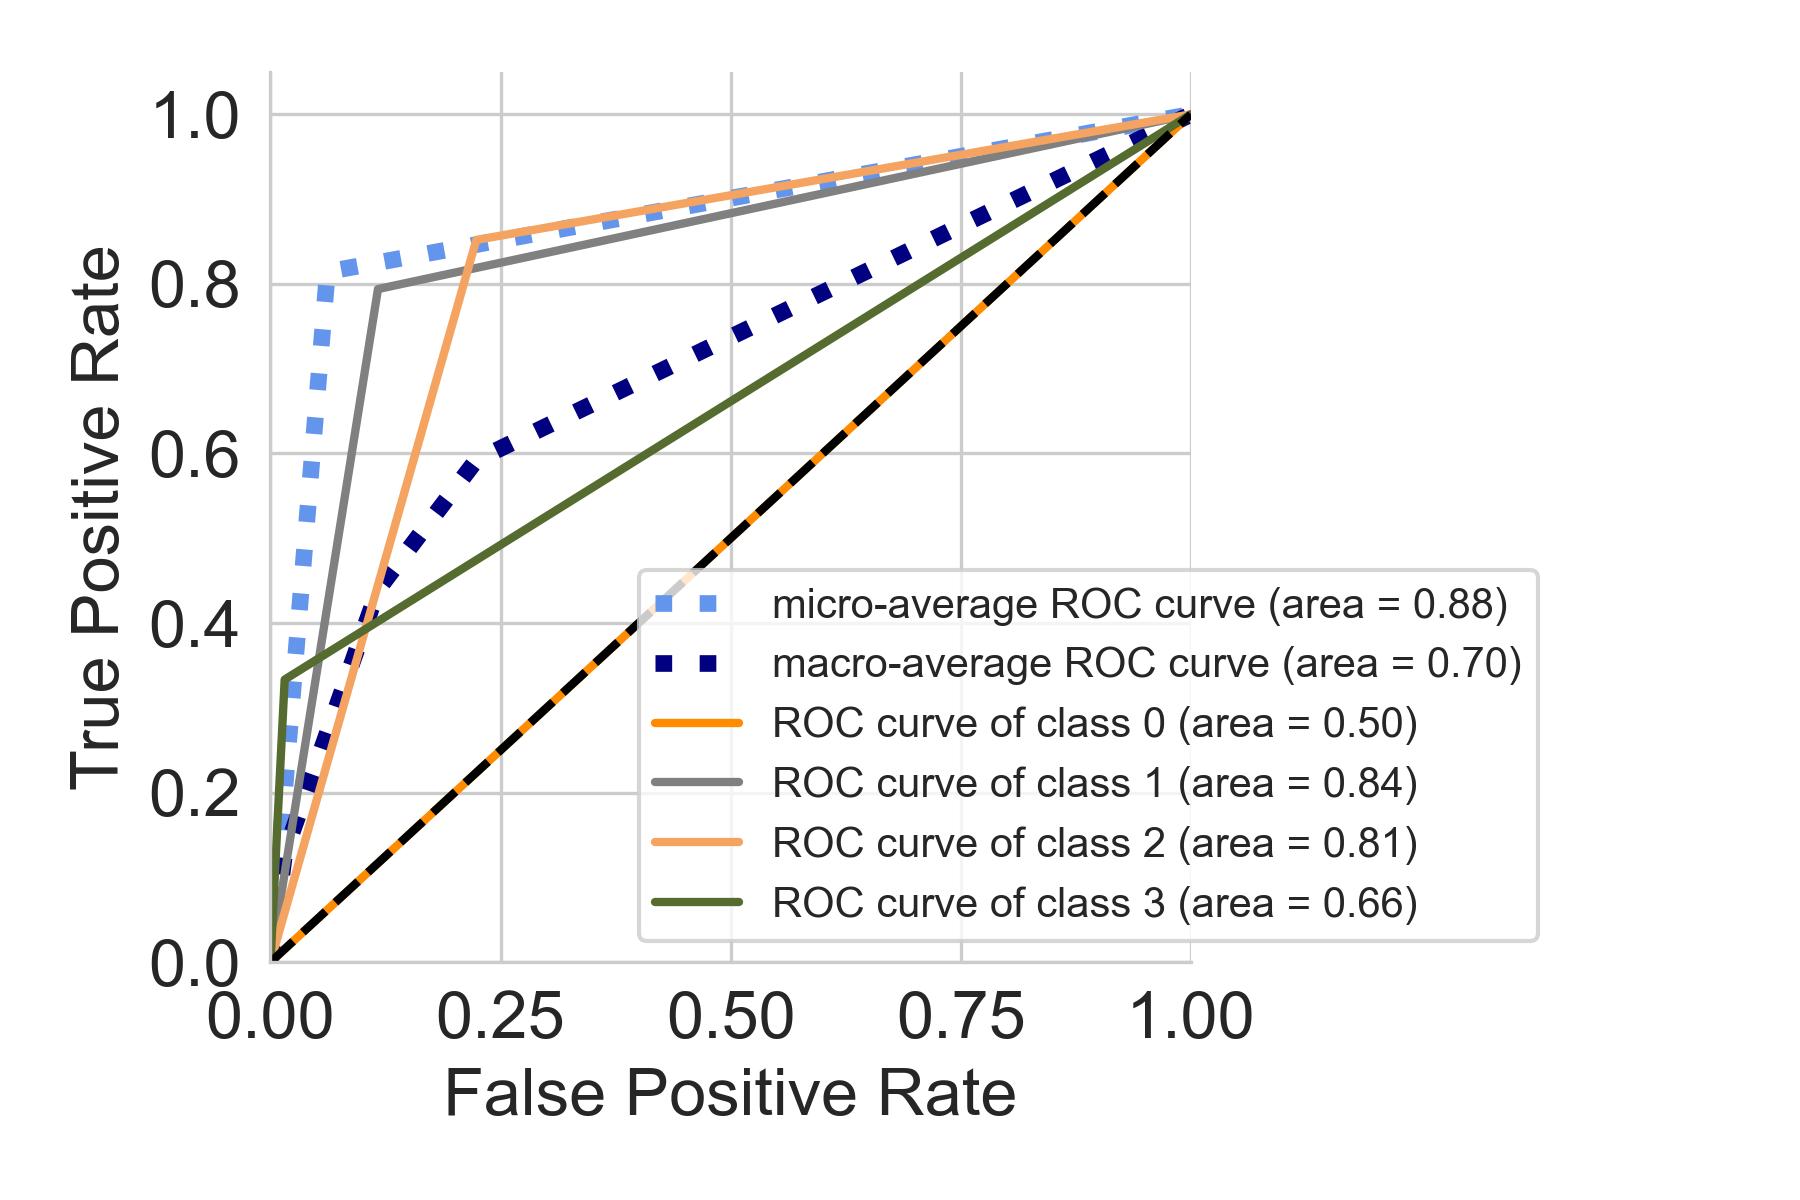 True Positive Rate
1.0
0.8
0.6
0.4
0.2
0.0
micro-average ROC curve (area = 0.88)
macro-average ROC curve (area = 0.70)
ROC curve of class 0 (area = 0.50)
ROC curve of class 1 (area = 0.84)
ROC curve of class 2 (area = 0.81)
ROC curve of class 3 (area = 0.66)
0.00 0.25 0.50 0.75 1.00
False Positive Rate